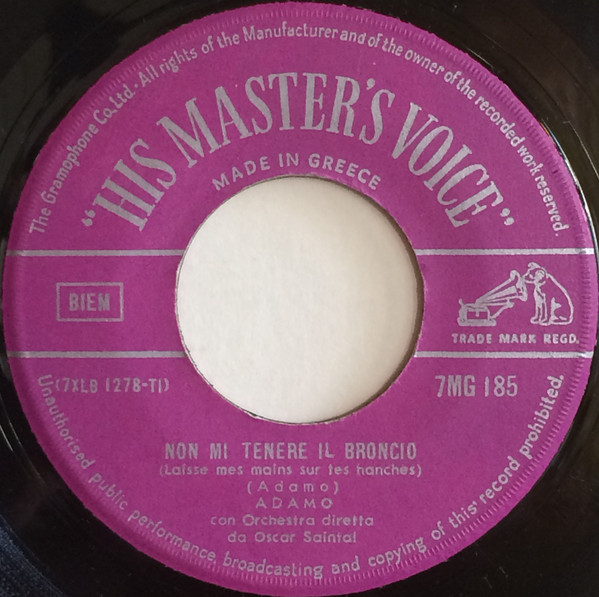 The Gramophone Co.Ltd. · All rights of the Manufacturer and of the owner of the recorded work reserved.
"HIS MASTER'S VOICE"
MADE IN GREECE
BIEM
TRADE MARK REGD.
(7XLB 1278-TI)
7MG 185
NON MI TENERE IL BRONCIO
(Laisse mes mains sur tes hanches)
(Adamo)
ADAMO
con Orchestra diretta
da Oscar Saintal
Unauthorised public performance, broadcasting and copying of this record prohibited.